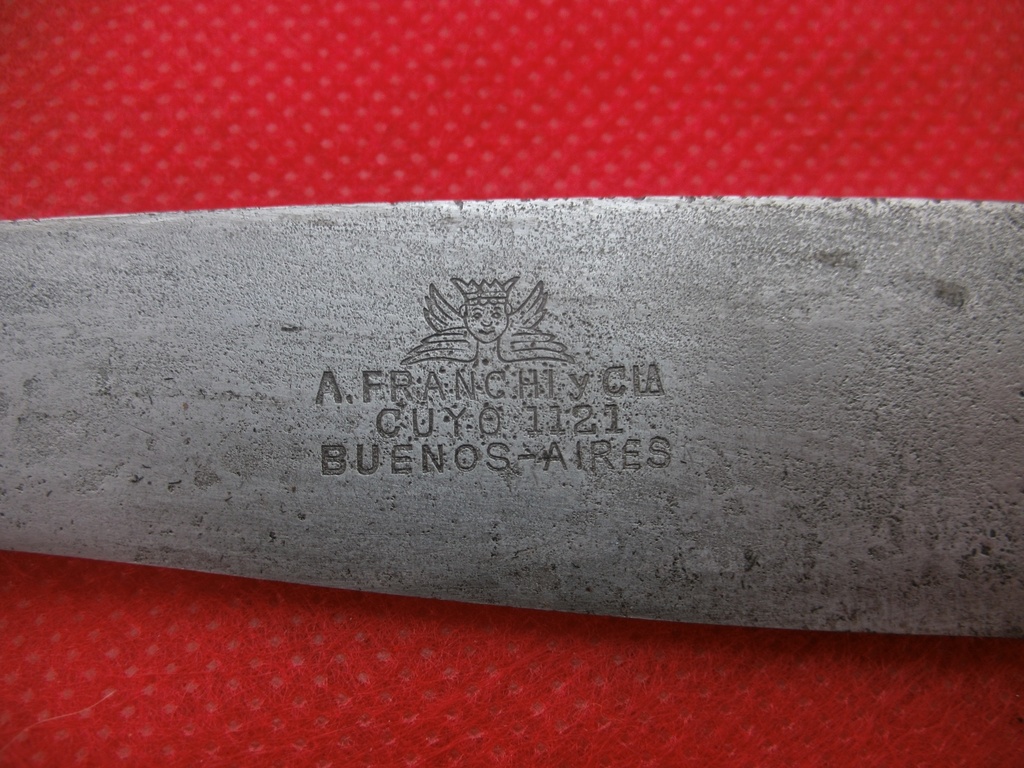 A. FRANCHI y CIA
CUYO 1121
BUENOS-AIRES